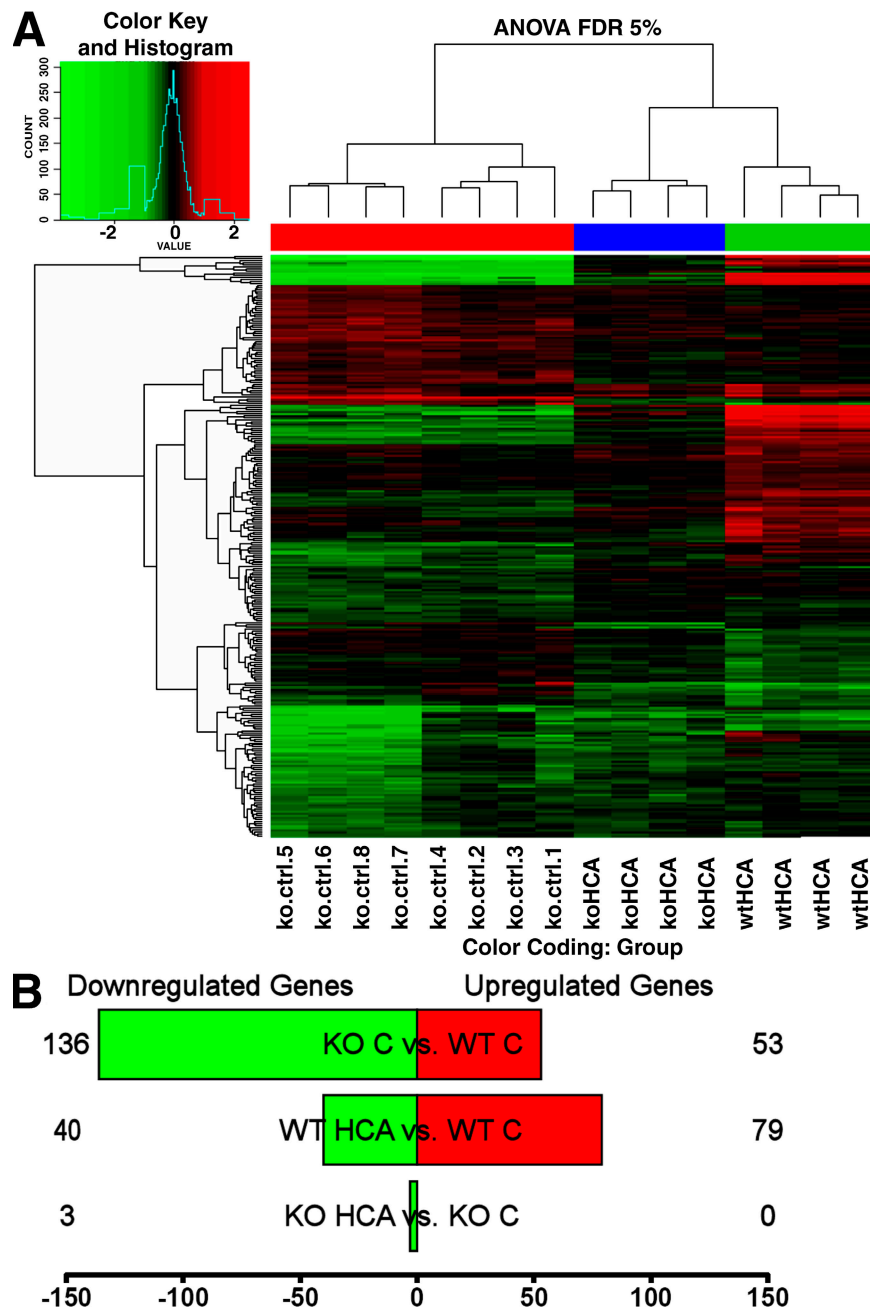 A
Color Key
and Histogram
ANOVA FDR 5%
COUNT
0 50 100 150 200 250 300
-2 0 2
VALUE
ko.ctrl.5
ko.ctrl.6
ko.ctrl.8
ko.ctrl.7
ko.ctrl.4
ko.ctrl.2
ko.ctrl.3
ko.ctrl.1
koHCA
koHCA
koHCA
koHCA
wtHCA
wtHCA
wtHCA
wtHCA
Color Coding: Group
B
Downregulated Genes Upregulated Genes
136 KO C vs. WT C 53
40 WT HCA vs. WT C 79
3 KO HCA vs. KO C 0
-150 -100 -50 0 50 100 150